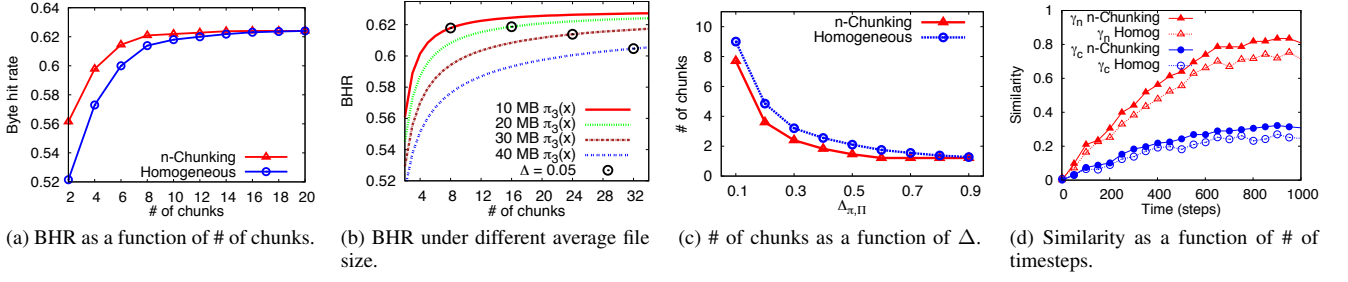 0.64
0.62
0.6
0.58
0.56
0.54
0.52
Byte hit rate
n-Chunking
Homogeneous
2 4 6 8 10 12 14 16 18 20
# of chunks
(a) BHR as a function of # of chunks.
0.62
0.6
0.58
0.56
0.54
0.52
BHR
10 MB π3(x)
20 MB π3(x)
30 MB π3(x)
40 MB π3(x)
Δ = 0.05
4 8 12 16 20 24 28 32
# of chunks
(b) BHR under different average file
size.
10
8
6
4
2
0
# of chunks
n-Chunking
Homogeneous
0.1 0.3 0.5 0.7 0.9
Δπ,Π
(c) # of chunks as a function of Δ.
1
0.8
0.6
0.4
0.2
0
Similarity
γn n-Chunking
γn Homog
γc n-Chunking
γc Homog
0 200 400 600 800 1000
Time (steps)
(d) Similarity as a function of # of
timesteps.